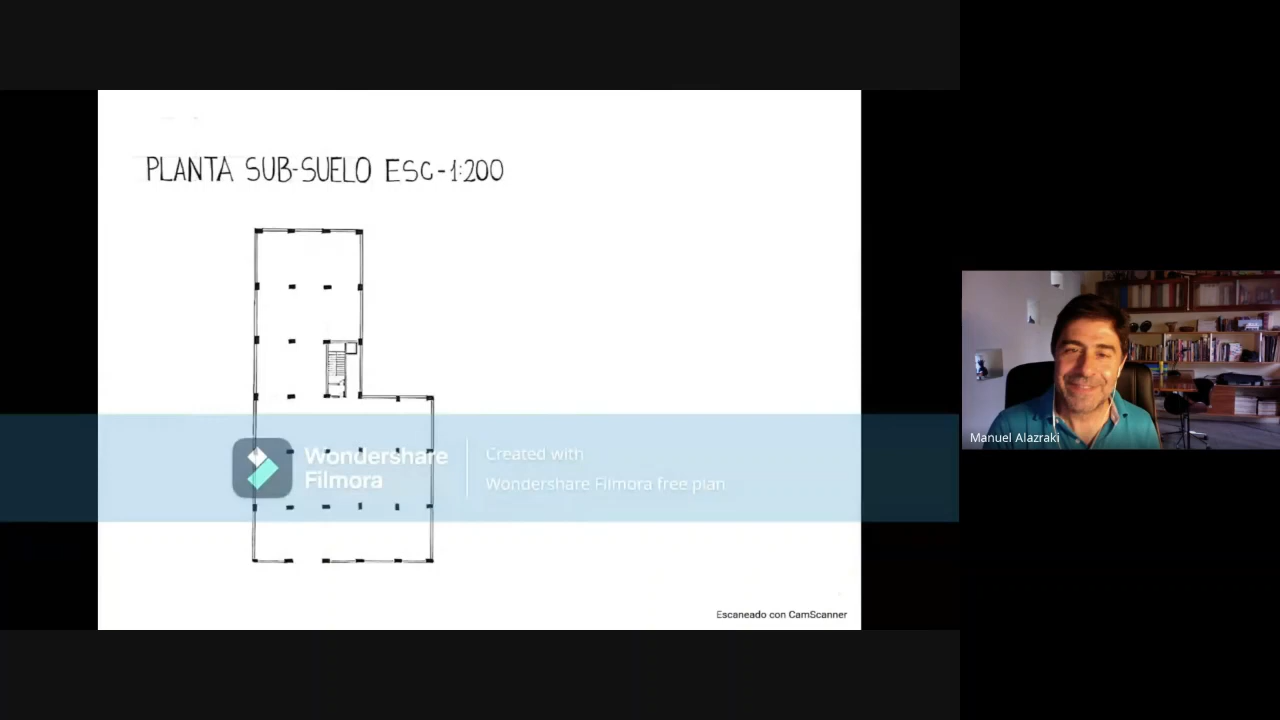 PLANTA SUB-SUELO ESC-1:200
Wondershare
Filmora
Created with
Wondershare Filmora free plan
Manuel Alazraki
Escaneado con CamScanner